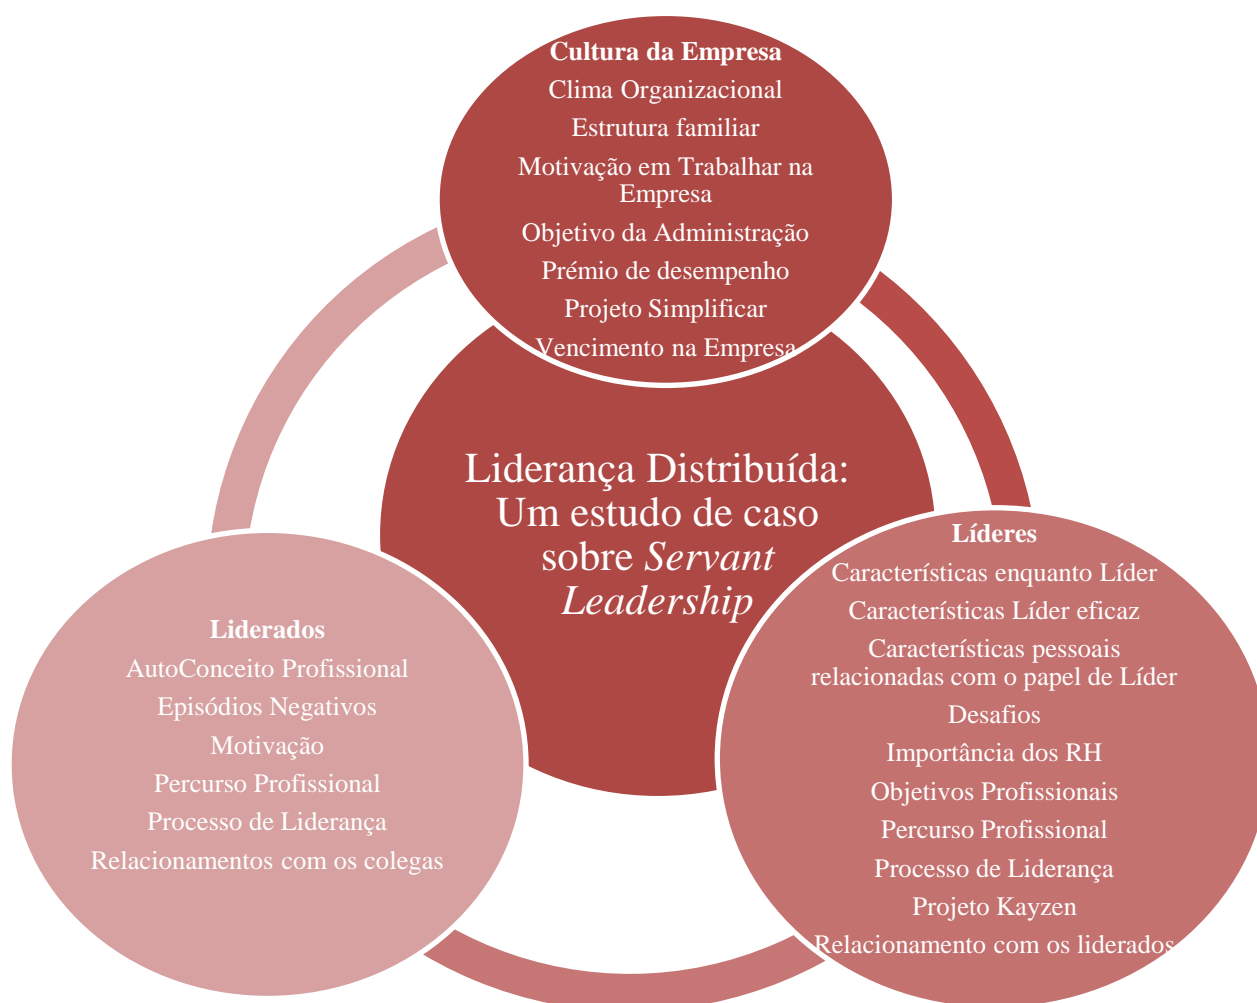 Cultura da Empresa
Clima Organizacional
Estrutura familiar
Motivação em Trabalhar na
Empresa
Objetivo da Administração
Prémio de desempenho
Projeto Simplificar
Vencimento na Empresa
Liderança Distribuída:
Um estudo de caso
sobre Servant
Leadership
Líderes
Características enquanto Líder
Características Líder eficaz
Características pessoais
relacionadas com o papel de Líder
Desafios
Importância dos RH
Objetivos Profissionais
Percurso Profissional
Processo de Liderança
Projeto Kayzen
Relacionamento com os liderados
Liderados
AutoConceito Profissional
Episódios Negativos
Motivação
Percurso Profissional
Processo de Liderança
Relacionamentos com os colegas